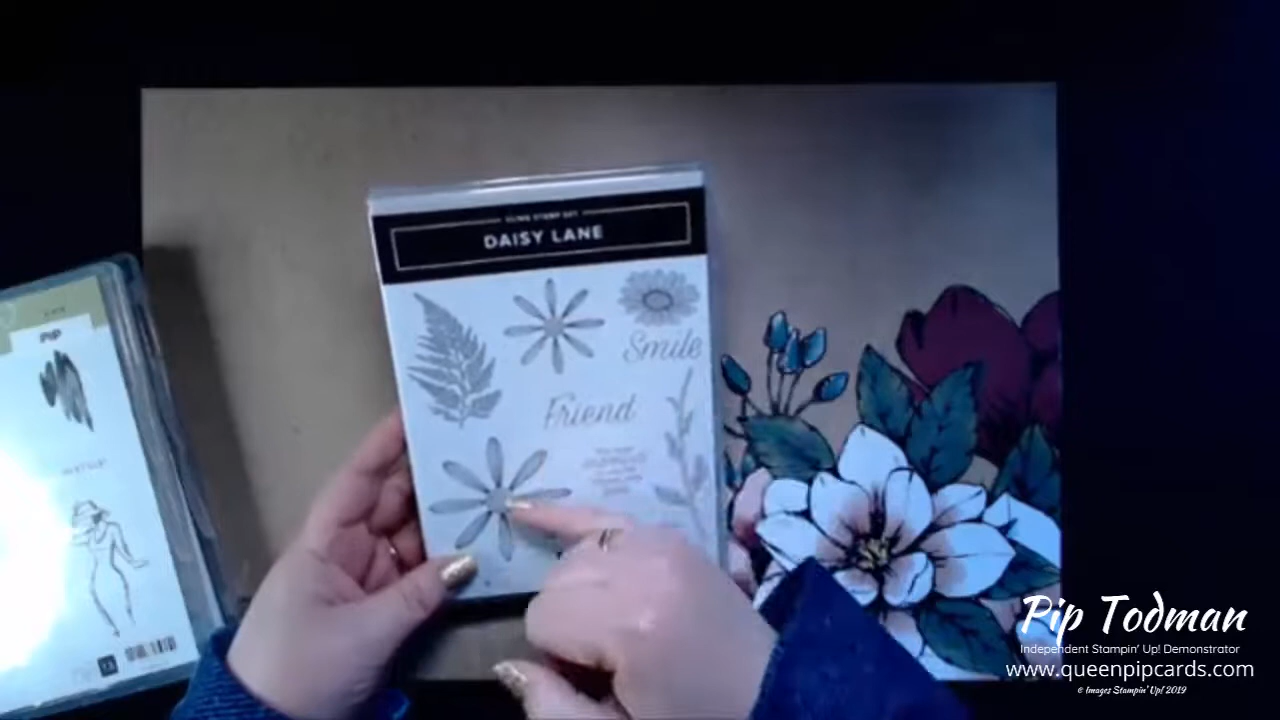 CLING STAMP SET
DAISY LANE
Smile
Friend
PIP
Pip Todman
Independent Stampin' Up! Demonstrator
www.queenpipcards.com
© Images Stampin' Up! 2019